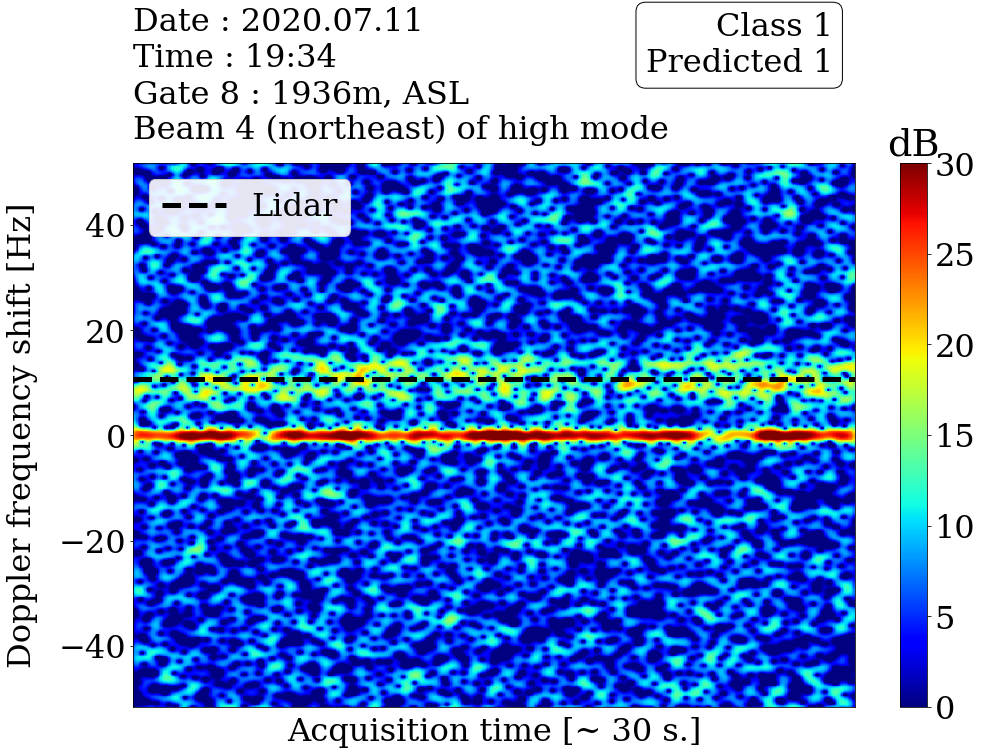 Date : 2020.07.11
Time : 19:34
Gate 8 : 1936m, ASL
Beam 4 (northeast) of high mode
Class 1
Predicted 1
dB
Lidar
Doppler frequency shift [Hz]
40
20
0
−20
−40
30
25
20
15
10
5
0
Acquisition time [~ 30 s.]